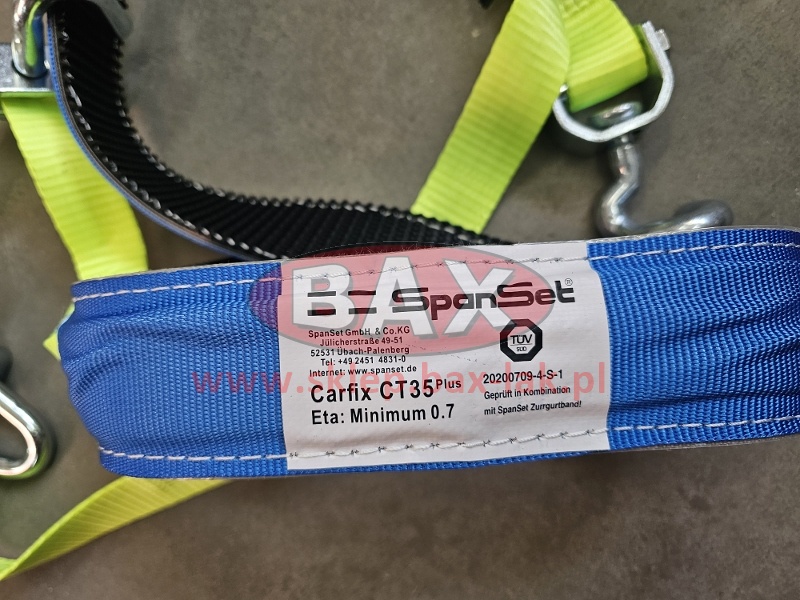 BAX
SpanSet®
SpanSet GmbH. & Co.KG
Jülicherstraße 49-51
52531 Übach-Palenberg
Tel: +49 2451 4831-0
Internet: www.spanset.de
TÜV
SÜD
www.sklep.bax-lak.pl
Carfix CT35 Plus
Eta: Minimum 0.7
20200709-4-S-1
Geprüft in Kombination
mit SpanSet Zurrgurtband!